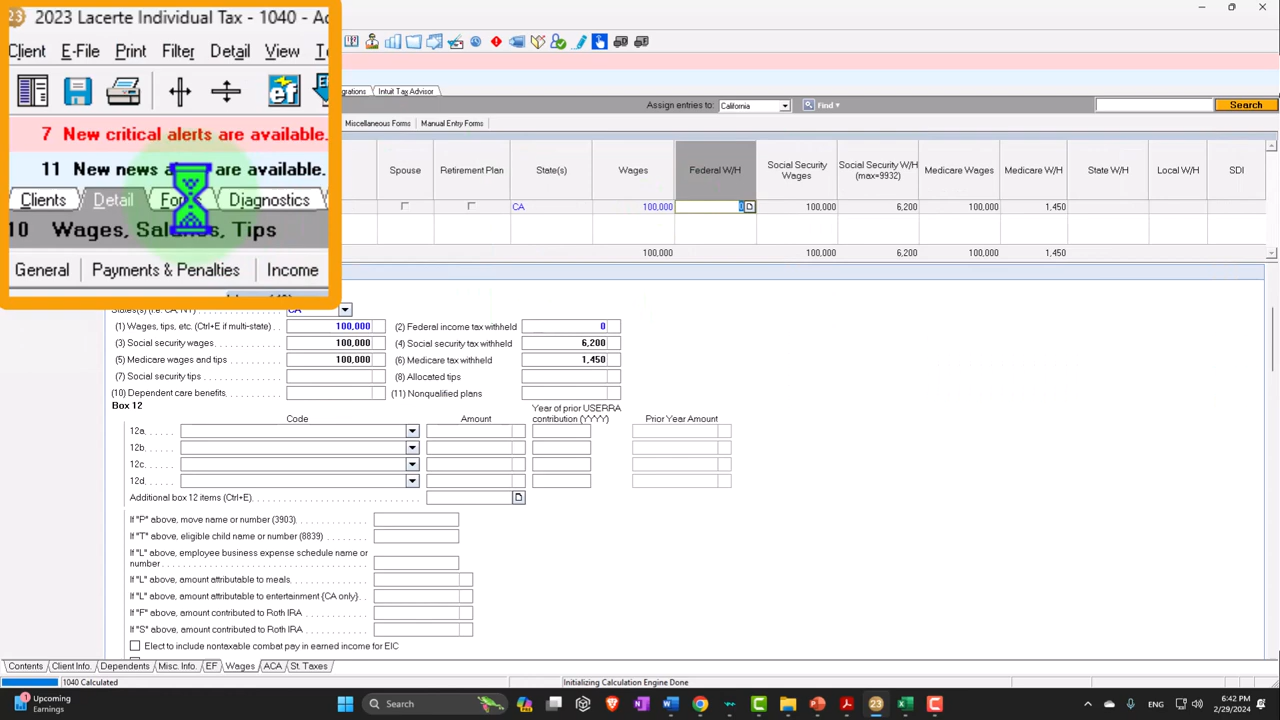 2023 Lacerte Individual Tax - 1040 - Ad
Client E-File Print Filter Detail View
7 New critical alerts are available.
11 New news are available.
grations Intuit Tax Advisor
Clients Detail Diagnostics
Assign entries to: California Find Search
10 Wages, Tips
Miscellaneous Forms Manual Entry Forms
General Payments & Penalties Income
Spouse Retirement Plan State(s) Wages Federal W/H Social Security Wages Social Security W/H (max=9932) Medicare Wages Medicare W/H State W/H Local W/H SDI
CA 100,000 0 100,000 6,200 100,000 1,450
100,000 100,000 6,200 100,000 1,450
States(s) (i.e. CA, NY) CA
(1) Wages, tips, etc. (Ctrl+E if multi-state) 100,000 (2) Federal income tax withheld 0
(3) Social security wages 100,000 (4) Social security tax withheld 6,200
(5) Medicare wages and tips 100,000 (6) Medicare tax withheld 1,450
(7) Social security tips (8) Allocated tips
(10) Dependent care benefits (11) Nonqualified plans
Box 12
Code Amount Year of prior USERRA contribution (YYYY) Prior Year Amount
12a.
12b.
12c.
12d.
Additional box 12 items (Ctrl+E)
If "P" above, move name or number (3903)
If "T" above, eligible child name or number (8839)
If "L" above, employee business expense schedule name or
number
If "L" above, amount attributable to meals
If "L" above, amount attributable to entertainment {CA only}
If "F" above, amount contributed to Roth IRA
If "S" above, amount contributed to Roth IRA
Elect to include nontaxable combat pay in earned income for EIC
Contents Client Info. Dependents Misc. Info. EF Wages ACA St. Taxes
1040 Calculated Initializing Calculation Engine Done
Upcoming
Earnings
Search
ENG
6:42 PM
2/29/2024